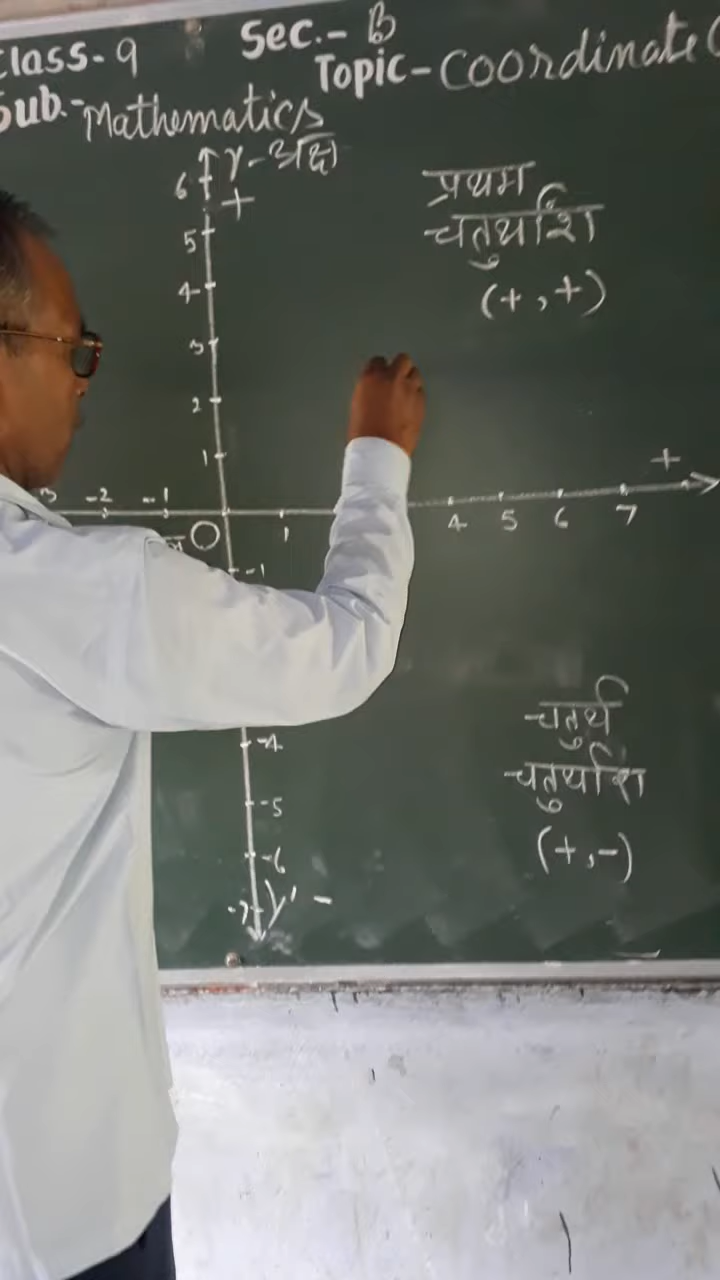 Class-9 Sec.- B
Topic-Coordinate
Sub.-Mathematics
Y-अक्ष
6
+
5
4
3
2
1
प्रथम
चतुर्थांश
(+,+)
+
-2 -1 O 1 4 5 6 7
-1
-4
-5
-6
-7 Y' -
चतुर्थ
चतुर्थांश
(+,-)